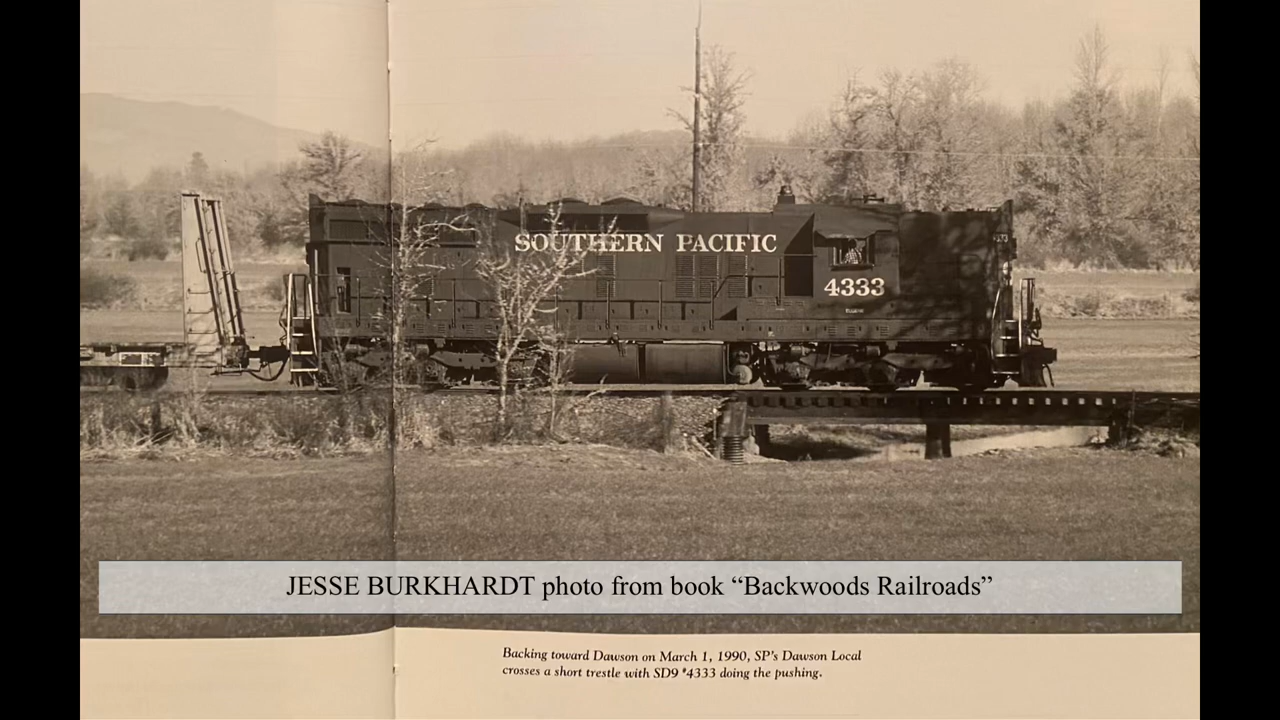 SOUTHERN PACIFIC
4333
JESSE BURKHARDT photo from book “Backwoods Railroads”
Backing toward Dawson on March 1, 1990, SP's Dawson Local
crosses a short trestle with SD9 #4333 doing the pushing.